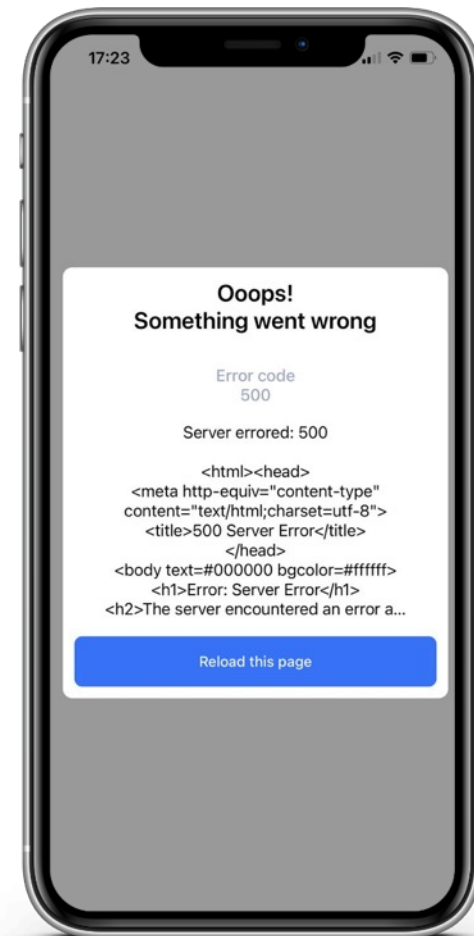 17:23
Ooops!
Something went wrong
Error code
500
Server errored: 500
<html><head>
<meta http-equiv="content-type"
content="text/html;charset=utf-8">
<title>500 Server Error</title>
</head>
<body text=#000000 bgcolor=#ffffff>
<h1>Error: Server Error</h1>
<h2>The server encountered an error a...
Reload this page